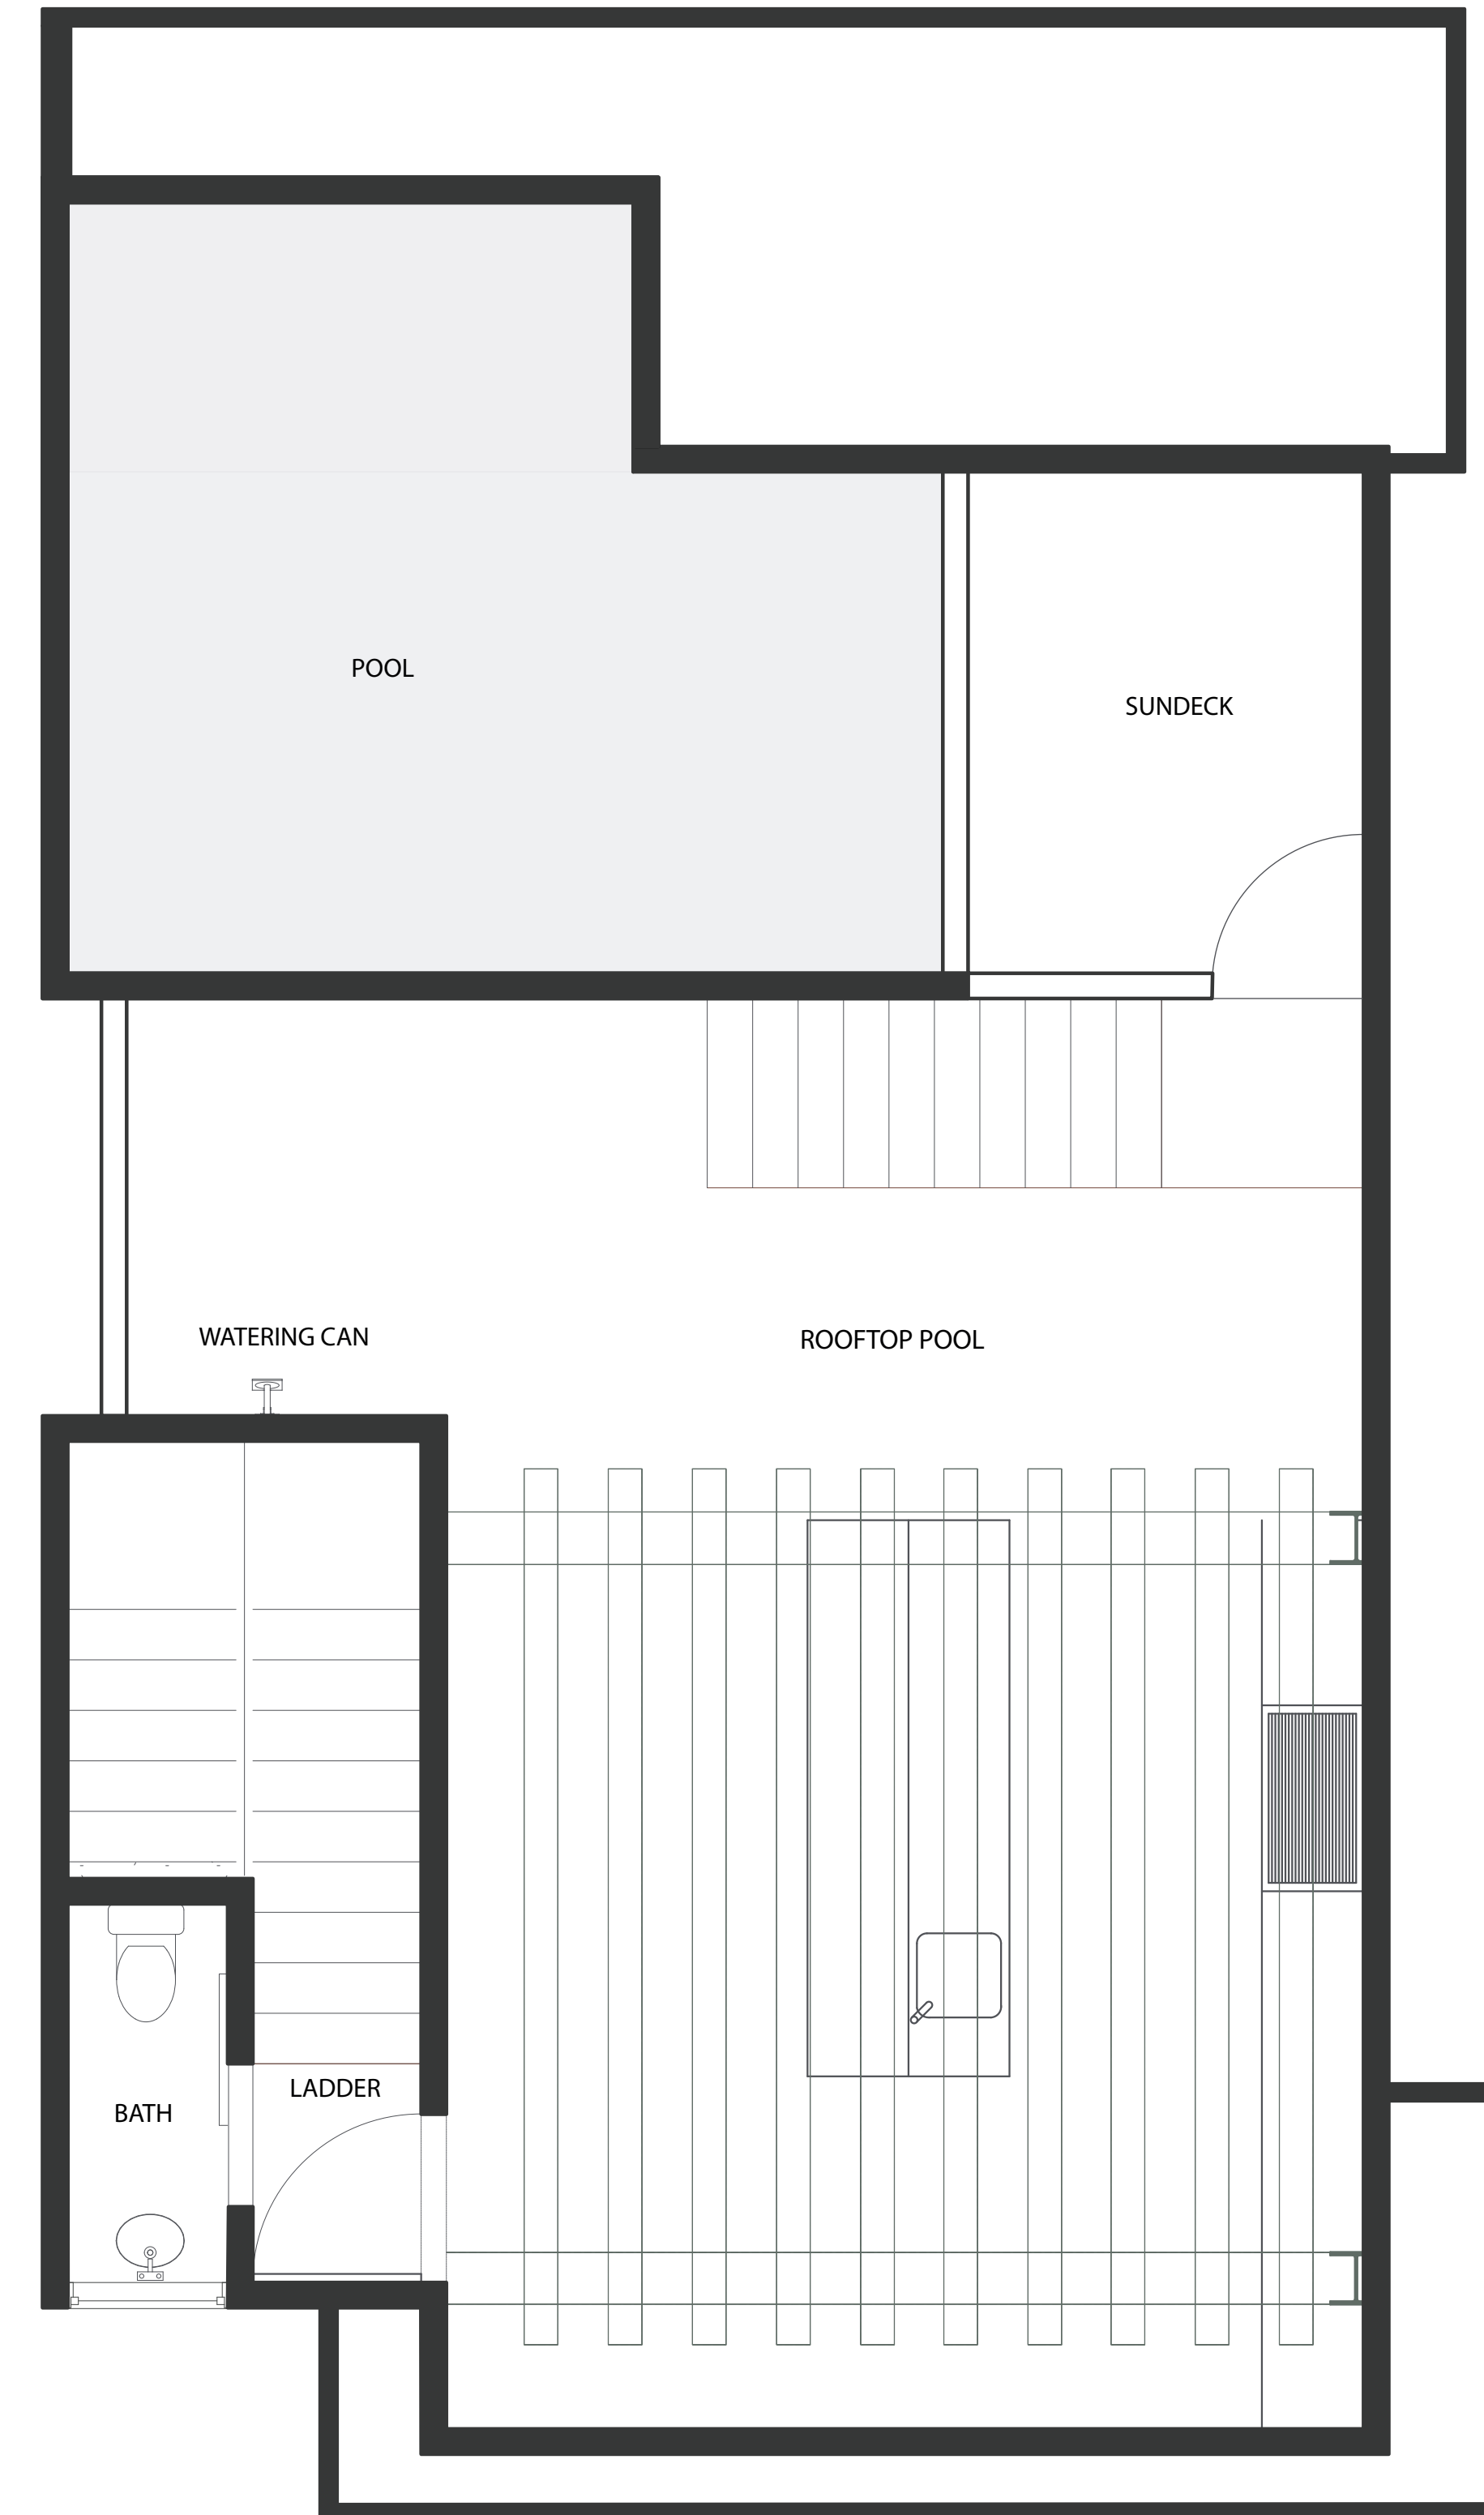 POOL
SUNDECK
WATERING CAN
ROOFTOP POOL
LADDER
BATH